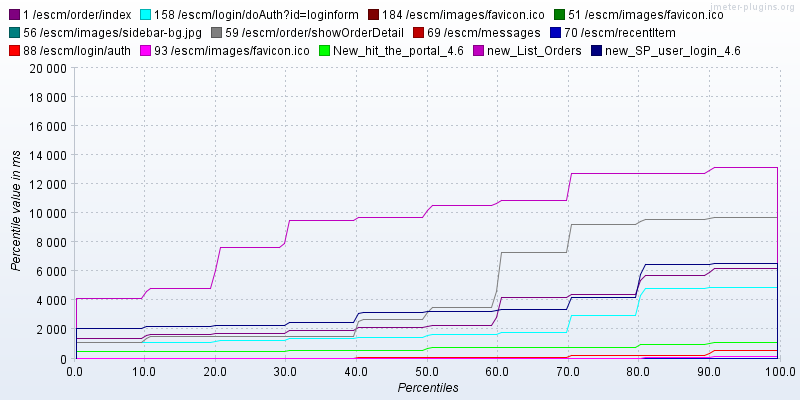 jmeter-plugins.org
1 /escm/order/index 158 /escm/login/doAuth?id=loginform 184 /escm/images/favicon.ico 51 /escm/images/favicon.ico
56 /escm/images/sidebar-bg.jpg 59 /escm/order/showOrderDetail 69 /escm/messages 70 /escm/recentItem
88 /escm/login/auth 93 /escm/images/favicon.ico New_hit_the_portal_4.6 new_List_Orders new_SP_user_login_4.6
20 000
18 000
16 000
14 000
12 000
10 000
8 000
6 000
4 000
2 000
0
Percentile value in ms
0.0 10.0 20.0 30.0 40.0 50.0 60.0 70.0 80.0 90.0 100.0
Percentiles